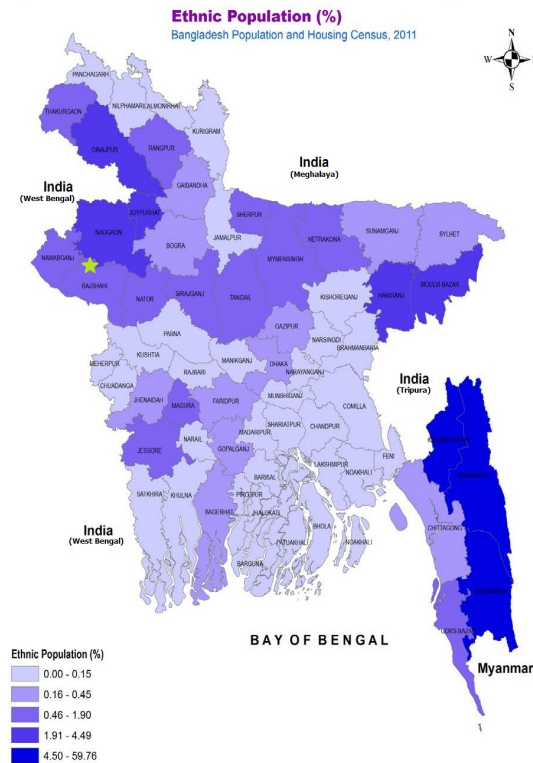 Ethnic Population (%)
Bangladesh Population and Housing Census, 2011
N
W
E
S
PANCHAGARH
THAKURGAON
NILPHAMARI
LALMONIRHAT
KURIGRAM
DINAJPUR
RANGPUR
India
(Meghalaya)
GAIBANDHA
India
(West Bengal)
JOYPURHAT
SHERPUR
NAOGAON
BOGRA
JAMALPUR
NETRAKONA
SUNAMGANJ
SYLHET
NAWABGANJ
MYMENSINGH
RAJSHAHI
NATOR
SIRAJGANJ
TANGAIL
KISHOREGANJ
HABIGANJ
MOULVI BAZAR
PABNA
GAZIPUR
NARSINGDI
BRAHMANBARIA
MEHERPUR
KUSHTIA
RAJBARI
MANIKGANJ
DHAKA
NARAYANGANJ
CHUADANGA
JHENAIDAH
MAGURA
FARIDPUR
MUNSHIGANJ
COMILLA
India
(Tripura)
JESSORE
NARAIL
MADARIPUR
SHARIATPUR
CHANDPUR
GOPALGANJ
LAKSHMIPUR
NOAKHALI
FENI
SATKHIRA
KHULNA
BAGERHAT
PIROJPUR
BARISAL
JHALOKATI
BHOLA
NOAKHALI
CHITTAGONG
India
(West Bengal)
PATUAKHALI
BARGUNA
COX'S BAZAR
BAY OF BENGAL
Myanmar
Ethnic Population (%)
0.00 - 0.15
0.16 - 0.45
0.46 - 1.90
1.91 - 4.49
4.50 - 59.76